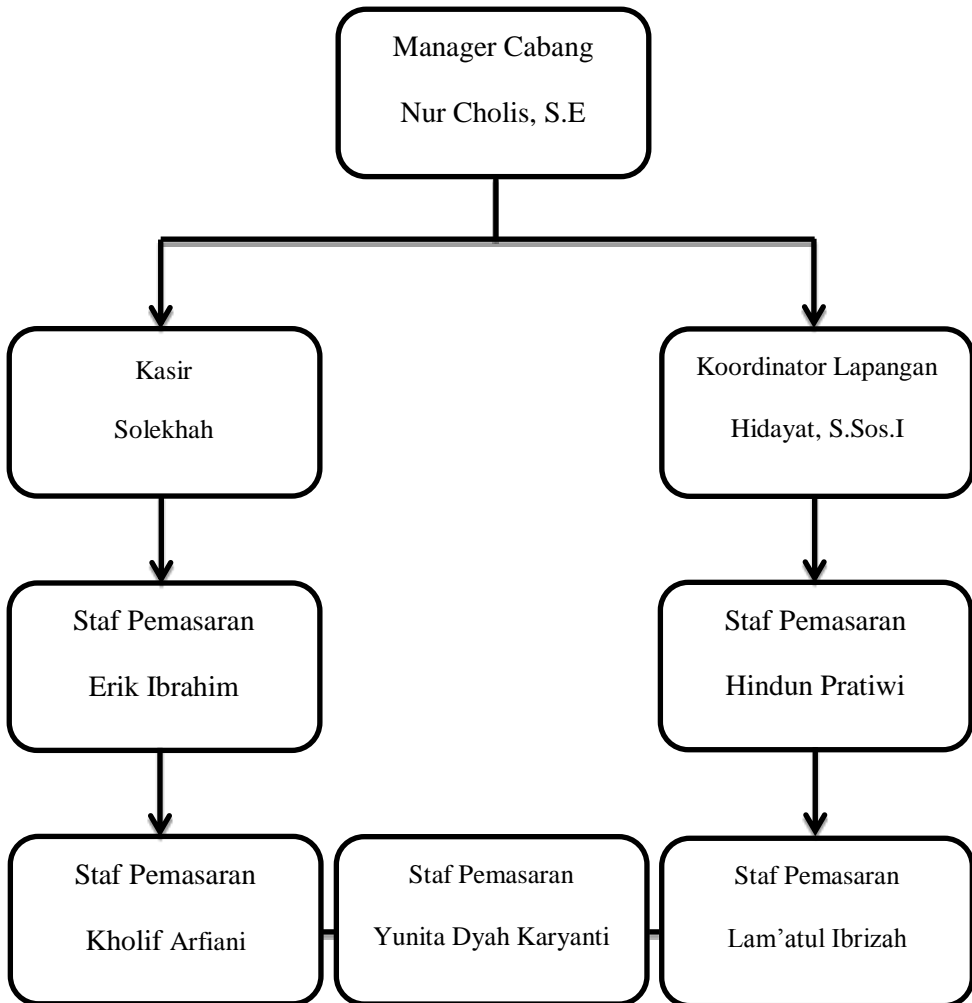 Manager Cabang
Nur Cholis, S.E
Kasir
Solekhah
Koordinator Lapangan
Hidayat, S.Sos.I
Staf Pemasaran
Erik Ibrahim
Staf Pemasaran
Hindun Pratiwi
Staf Pemasaran
Kholif Arfiani
Staf Pemasaran
Yunita Dyah Karyanti
Staf Pemasaran
Lam’atul Ibrizah